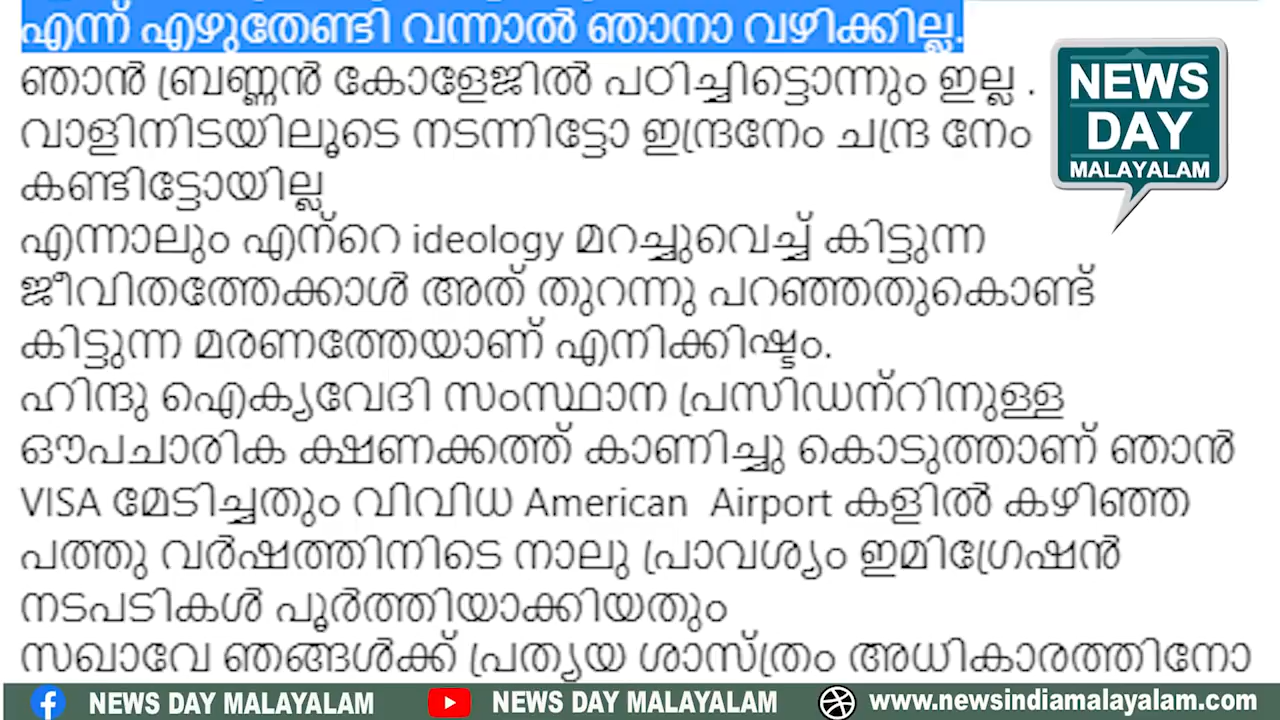 എന്ന് എഴുതേണ്ടി വന്നാൽ ഞാനാ വഴിക്കില്ല.
ഞാൻ ബ്രണ്ണൻ കോളേജിൽ പഠിച്ചിട്ടൊന്നും ഇല്ല .
വാളിനിടയിലൂടെ നടന്നിട്ടോ ഇന്ദ്രനേം ചന്ദ്ര നേം
കണ്ടിട്ടോയില്ല
എന്നാലും എന്റെ ideology മറച്ചുവെച്ച് കിട്ടുന്ന
ജീവിതത്തേക്കാൾ അത് തുറന്നു പറഞ്ഞതുകൊണ്ട്
കിട്ടുന്ന മരണത്തേയാണ് എനിക്കിഷ്ടം.
ഹിന്ദു ഐക്യവേദി സംസ്ഥാന പ്രസിഡന്റിനുള്ള
ഔപചാരിക ക്ഷണക്കത്ത് കാണിച്ചു കൊടുത്താണ് ഞാൻ
VISA മേടിച്ചതും വിവിധ American Airport കളിൽ കഴിഞ്ഞ
പത്തു വർഷത്തിനിടെ നാലു പ്രാവശ്യം ഇമിഗ്രേഷൻ
നടപടികൾ പൂർത്തിയാക്കിയതും
സഖാവേ ഞങ്ങൾക്ക് പ്രത്യയ ശാസ്ത്രം അധികാരത്തിനോ
NEWS
DAY
MALAYALAM
NEWS DAY MALAYALAM
NEWS DAY MALAYALAM
www.newsindiamalayalam.com